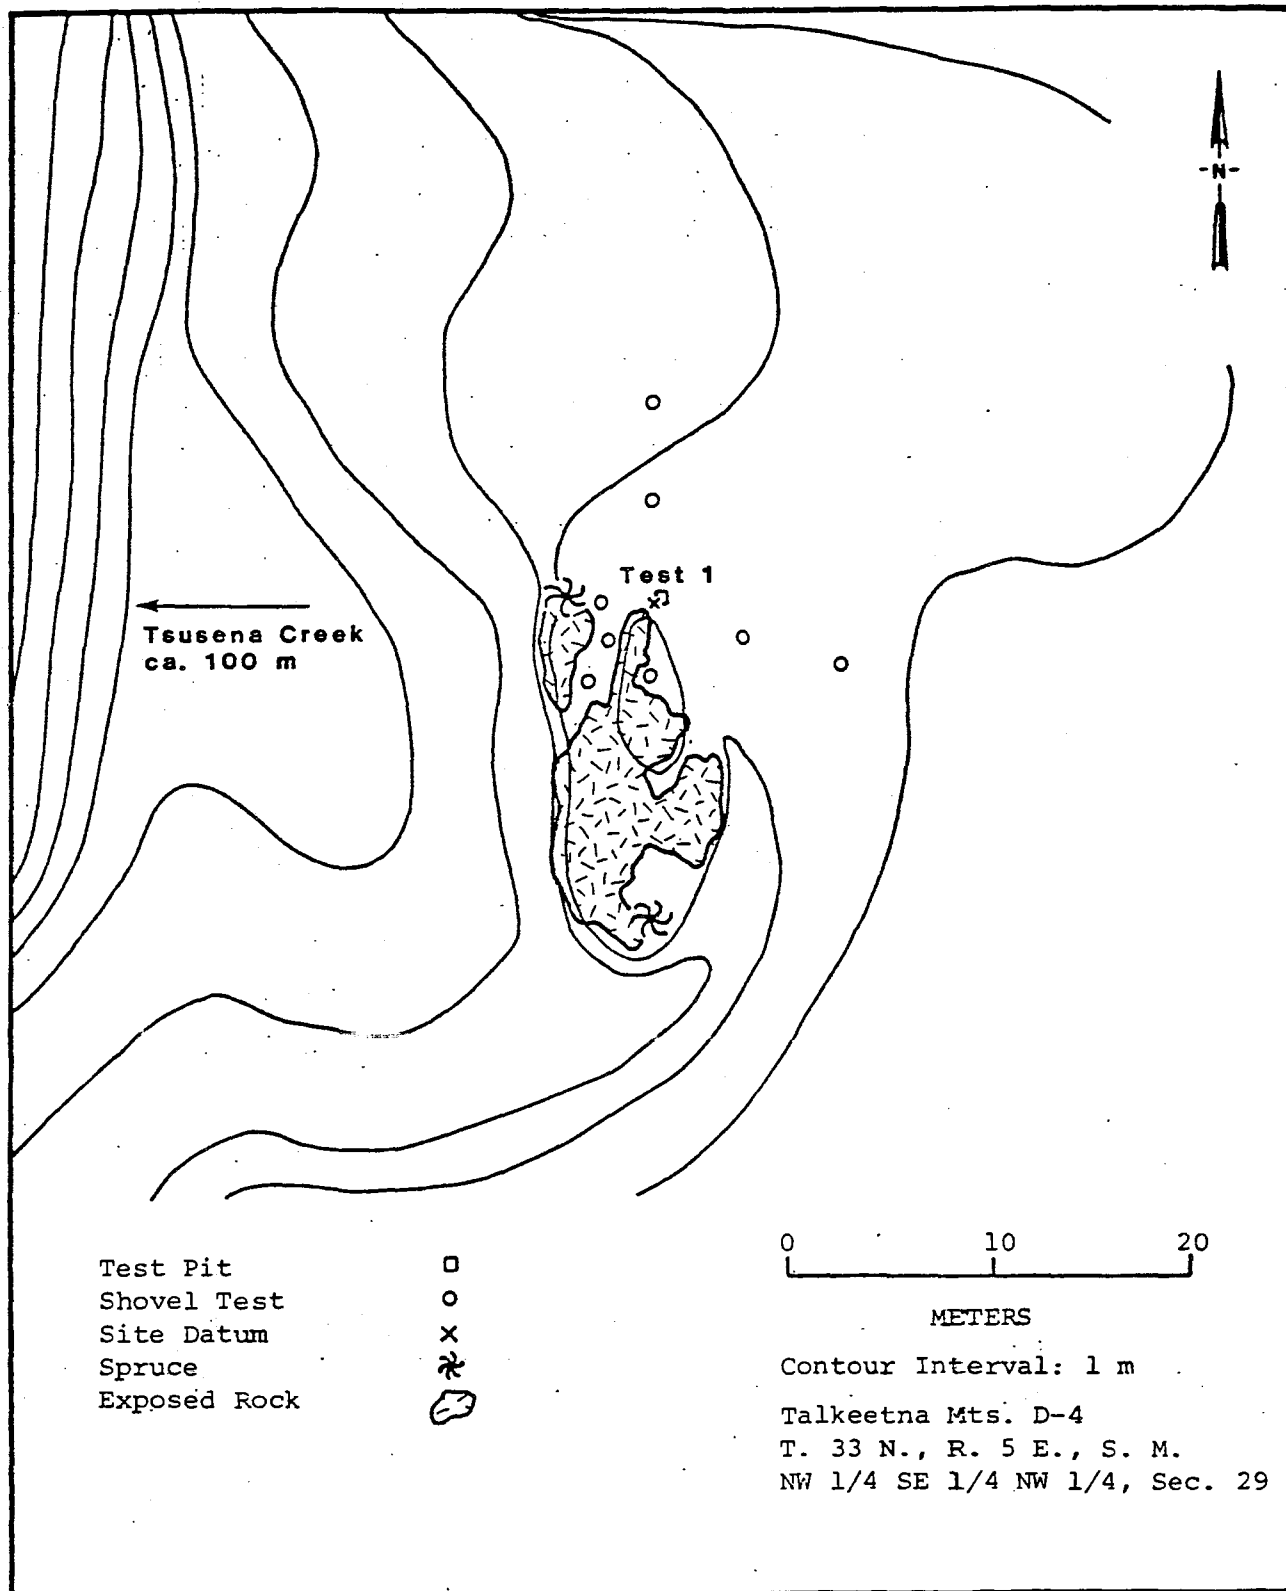 -N-
Test 1
Tsusena Creek
ca. 100 m
Test Pit
Shovel Test
Site Datum
Spruce
Exposed Rock
0 10 20
METERS
Contour Interval: 1 m
Talkeetna Mts. D-4
T. 33 N., R. 5 E., S. M.
NW 1/4 SE 1/4 NW 1/4, Sec. 29